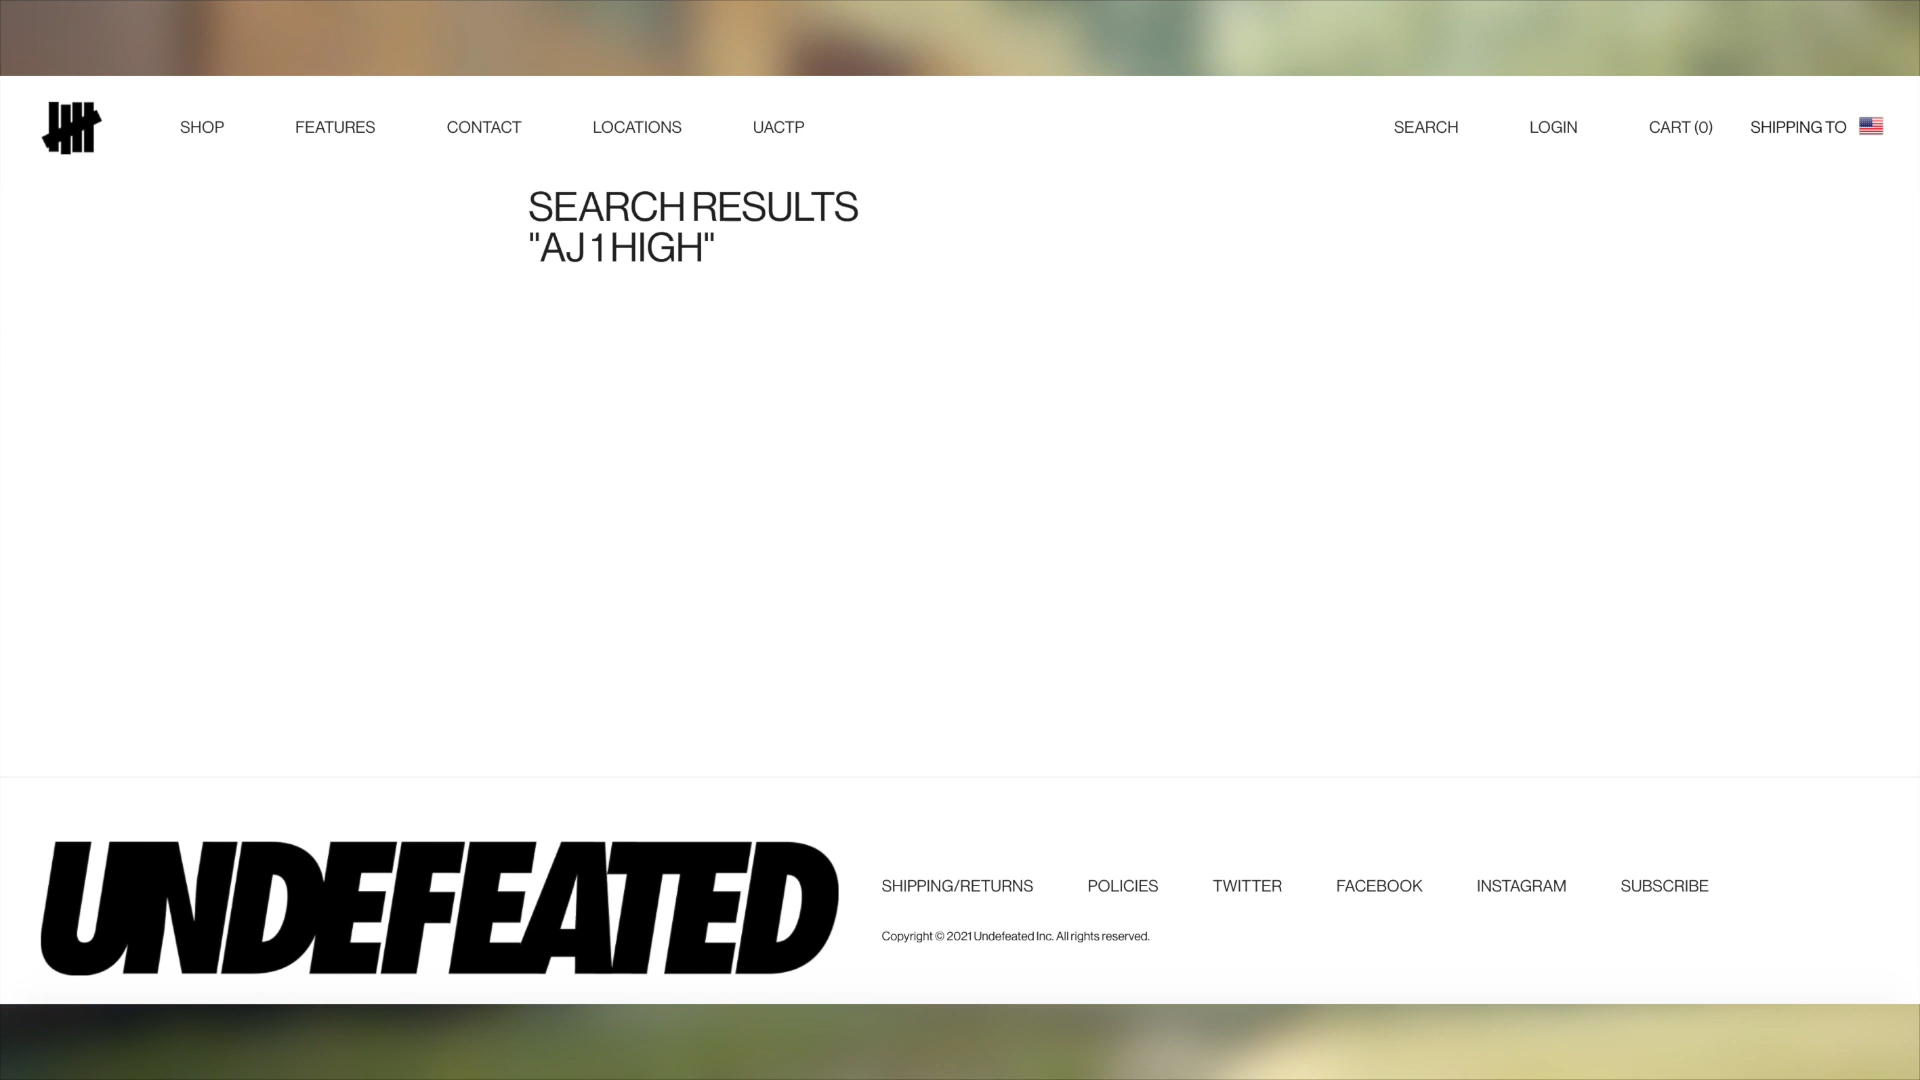 SHOP FEATURES CONTACT LOCATIONS UACTP SEARCH LOGIN CART (0) SHIPPING TO
SEARCH RESULTS
"AJ 1 HIGH"
UNDEFEATED
SHIPPING/RETURNS POLICIES TWITTER FACEBOOK INSTAGRAM SUBSCRIBE
Copyright © 2021 Undefeated Inc. All rights reserved.